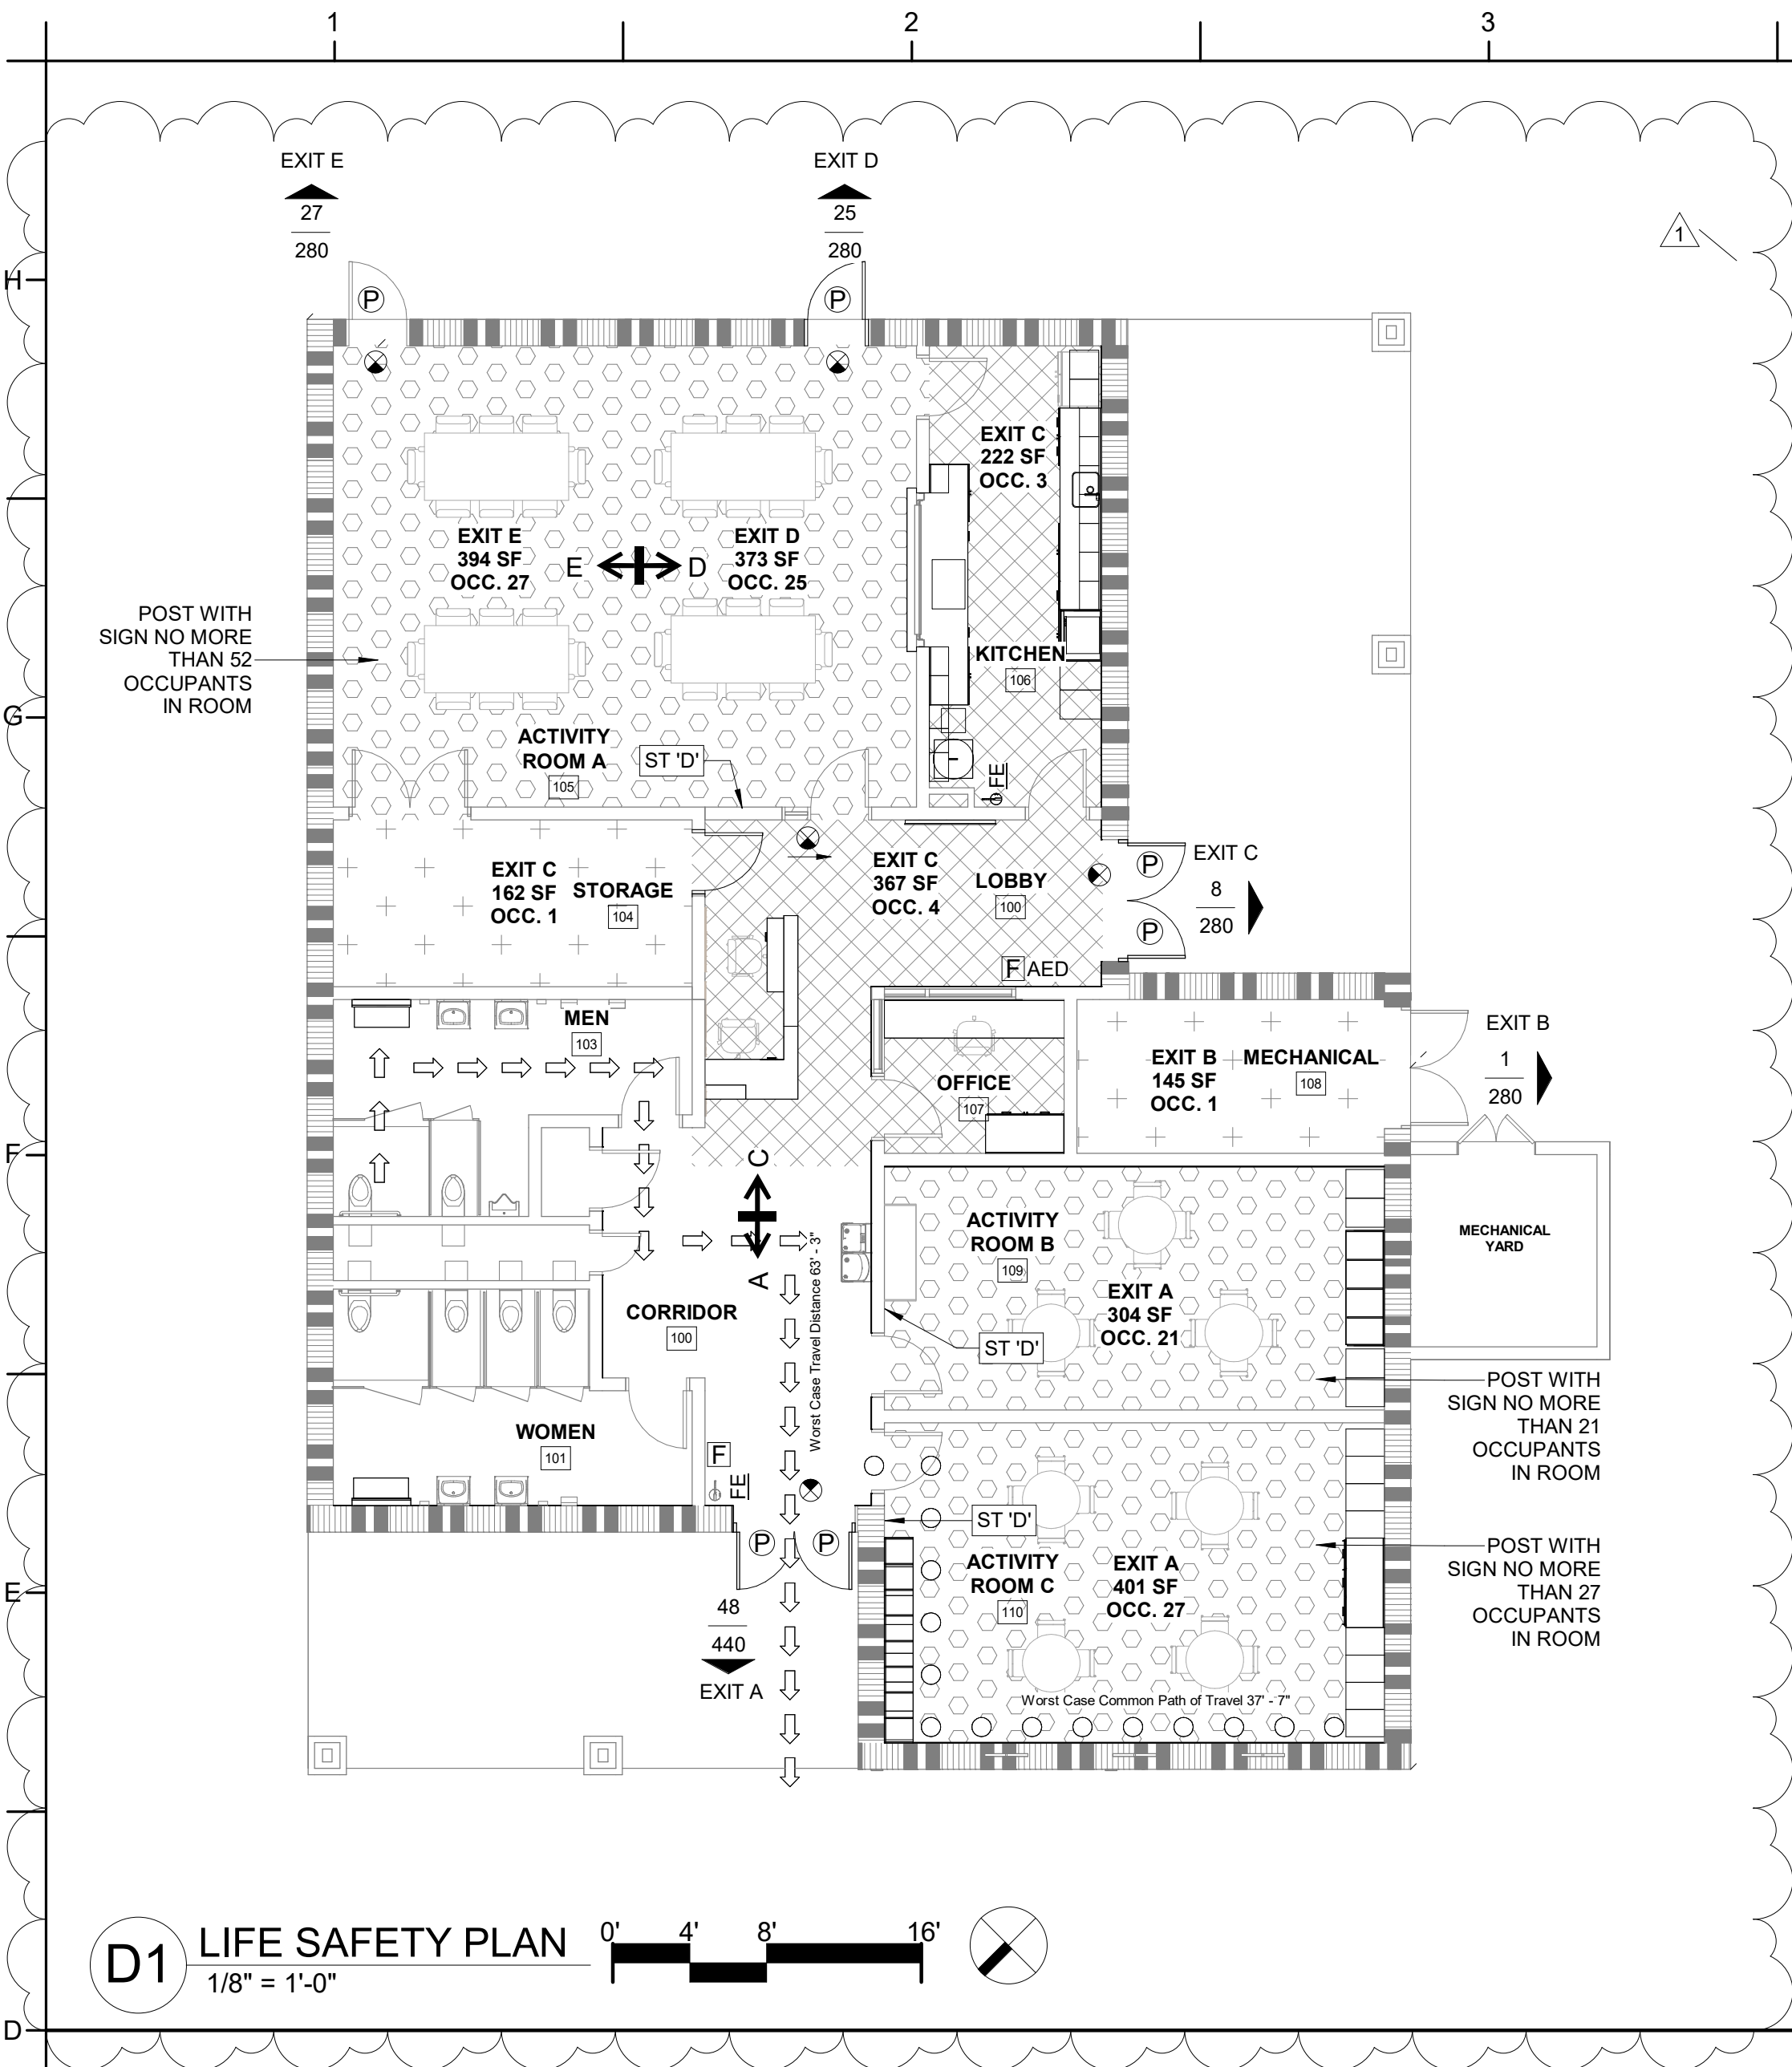 1
2
3
EXIT E
27
280
EXIT D
25
280
1
H
P
P
EXIT C
222 SF
OCC. 3
EXIT E
394 SF
OCC. 27
E
D
EXIT D
373 SF
OCC. 25
POST WITH
SIGN NO MORE
THAN 52
OCCUPANTS
IN ROOM
KITCHEN
106
G
ACTIVITY
ROOM A
105
ST 'D'
FE
EXIT C
162 SF
OCC. 1
STORAGE
104
EXIT C
367 SF
OCC. 4
LOBBY
100
P
P
EXIT C
8
280
F AED
MEN
103
OFFICE
107
EXIT B
145 SF
OCC. 1
MECHANICAL
108
EXIT B
1
280
F
C
A
ACTIVITY
ROOM B
109
MECHANICAL
YARD
Worst Case Travel Distance 63' - 3"
EXIT A
304 SF
OCC. 21
CORRIDOR
100
ST 'D'
POST WITH
SIGN NO MORE
THAN 21
OCCUPANTS
IN ROOM
WOMEN
101
F
FE
ST 'D'
P
P
ACTIVITY
ROOM C
110
EXIT A
401 SF
OCC. 27
POST WITH
SIGN NO MORE
THAN 27
OCCUPANTS
IN ROOM
E
48
440
EXIT A
Worst Case Common Path of Travel 37' - 7"
D1
LIFE SAFETY PLAN
1/8" = 1'-0"
0'
4'
8'
16'
D